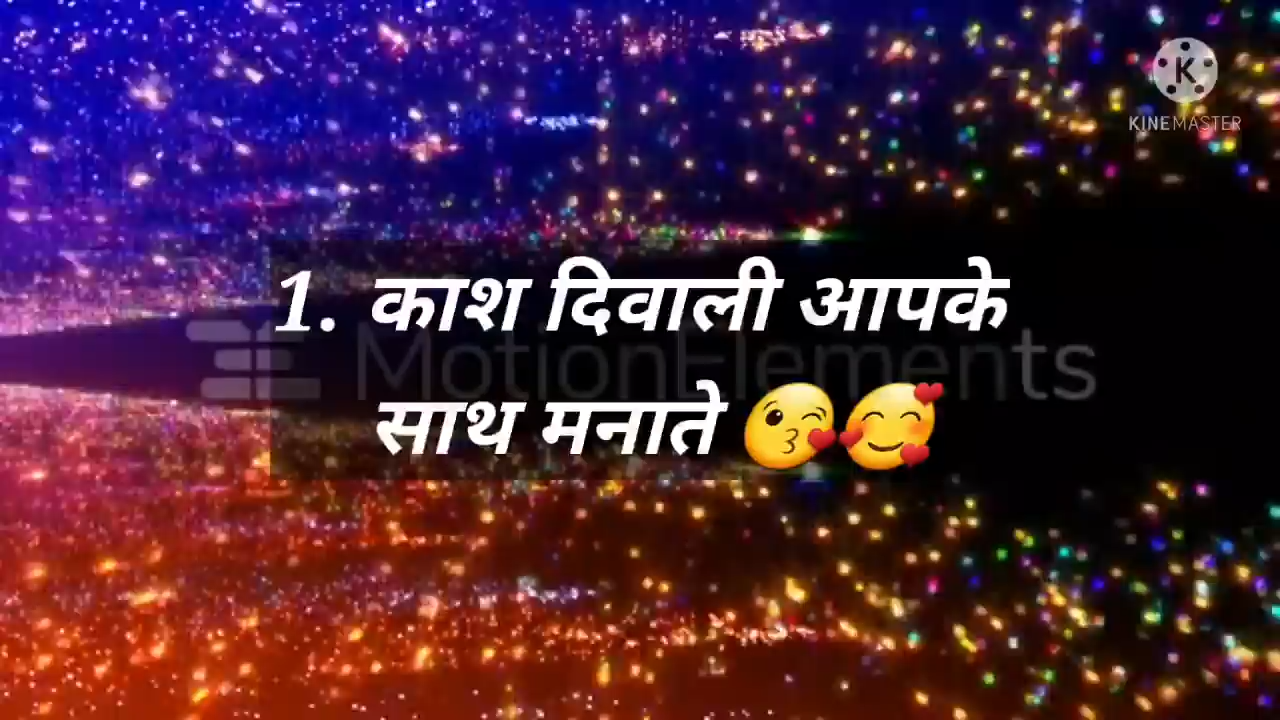 KINEMASTER
1. काश दिवाली आपके
MotionElements
साथ मनाते 😘🥰